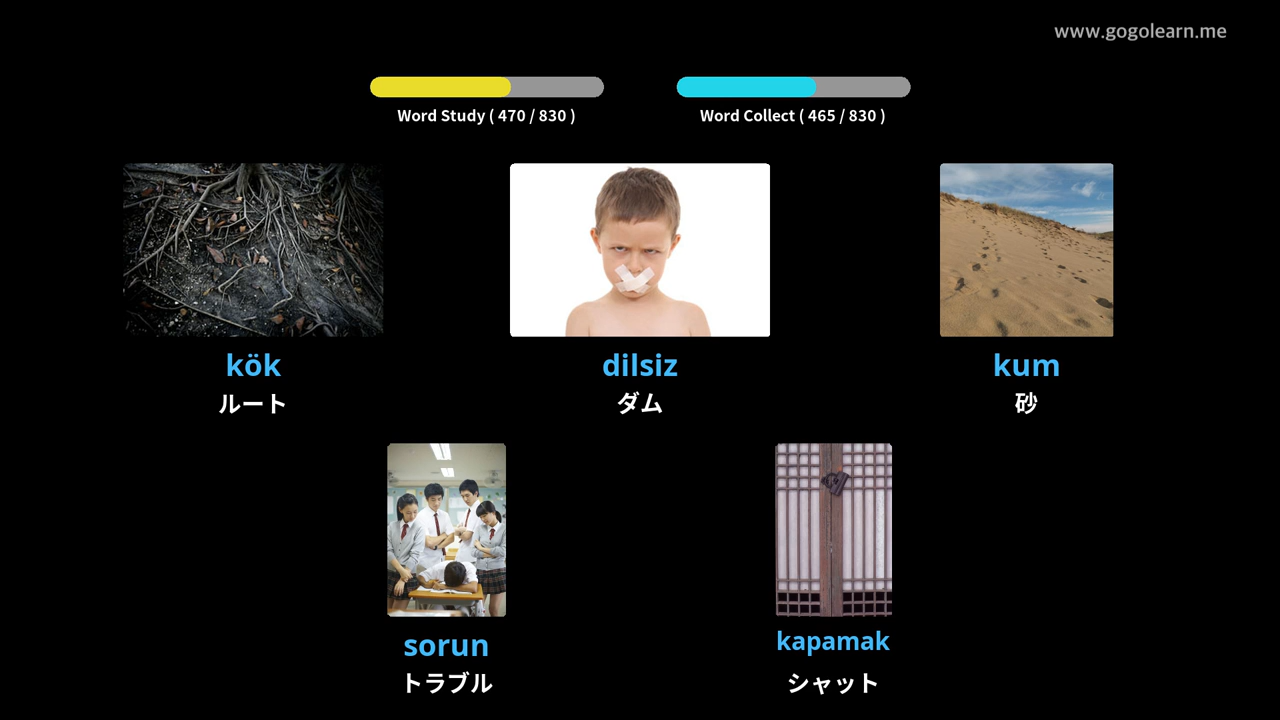 www.gogolearn.me
Word Study ( 470 / 830 )
Word Collect ( 465 / 830 )
kök
ルート
dilsiz
ダム
kum
砂
sorun
トラブル
kapamak
シャット